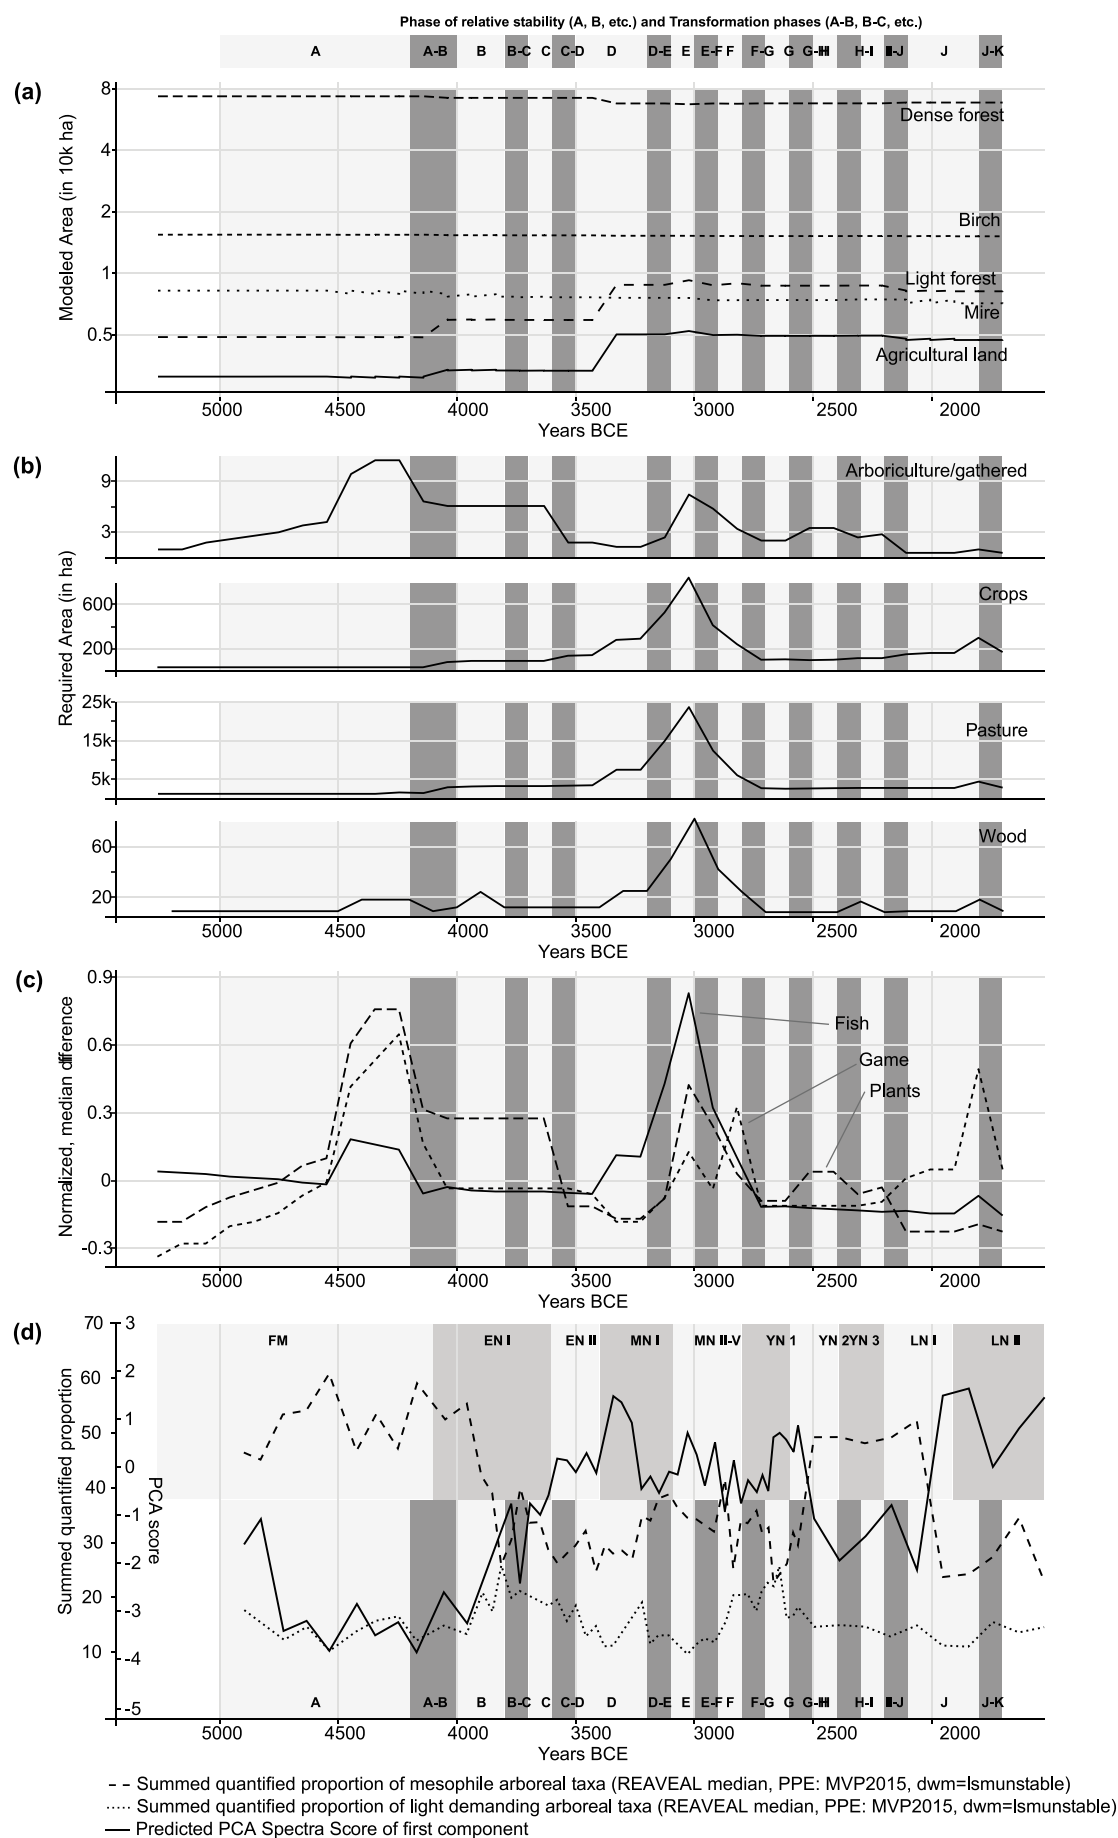 Phase of relative stability (A, B, etc.) and Transformation phases (A-B, B-C, etc.)
A A-B B B-C C C-D D D-E E E-F F F-G G G-H H H-I I I-J J J-K
(a)
Modeled Area (in 10k ha)
8
4
2
1
0.5
Dense forest
Birch
Light forest
Mire
Agricultural land
5000 4500 4000 3500 3000 2500 2000
Years BCE
(b)
Required Area (in ha)
Arboriculture/gathered
9
3
Crops
600
200
Pasture
25k
15k
5k
Wood
60
20
5000 4500 4000 3500 3000 2500 2000
Years BCE
(c)
Normalized, median difference
0.9
0.6
0.3
0
-0.3
Fish
Game
Plants
5000 4500 4000 3500 3000 2500 2000
Years BCE
(d)
Summed quantified proportion
70
60
50
40
30
20
10
PCA score
3
2
1
0
-1
-2
-3
-4
-5
FM EN I EN II MN I MN II-V YN 1 YN 2 YN 3 LN I LN II
A A-B B B-C C C-D D D-E E E-F F F-G G G-H H H-I I I-J J J-K
5000 4500 4000 3500 3000 2500 2000
Years BCE
Summed quantified proportion of mesophile arboreal taxa (REAVEAL median, PPE: MVP2015, dwm=lsmunstable)
Summed quantified proportion of light demanding arboreal taxa (REAVEAL median, PPE: MVP2015, dwm=lsmunstable)
Predicted PCA Spectra Score of first component